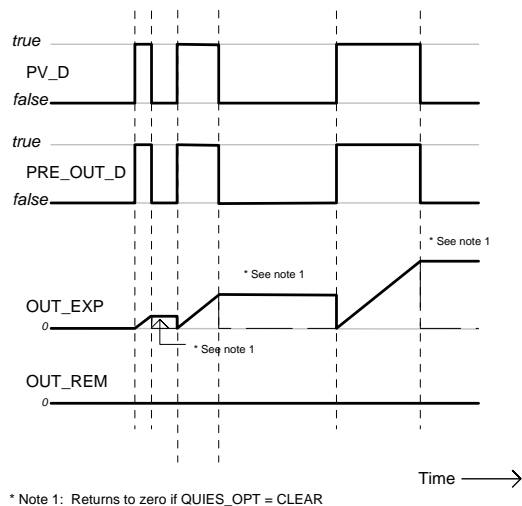 true
PV_D
false
true
PRE_OUT_D
false
* See note 1
* See note 1
OUT_EXP
0
* See note 1
OUT_REM
0
Time
* Note 1: Returns to zero if QUIES_OPT = CLEAR